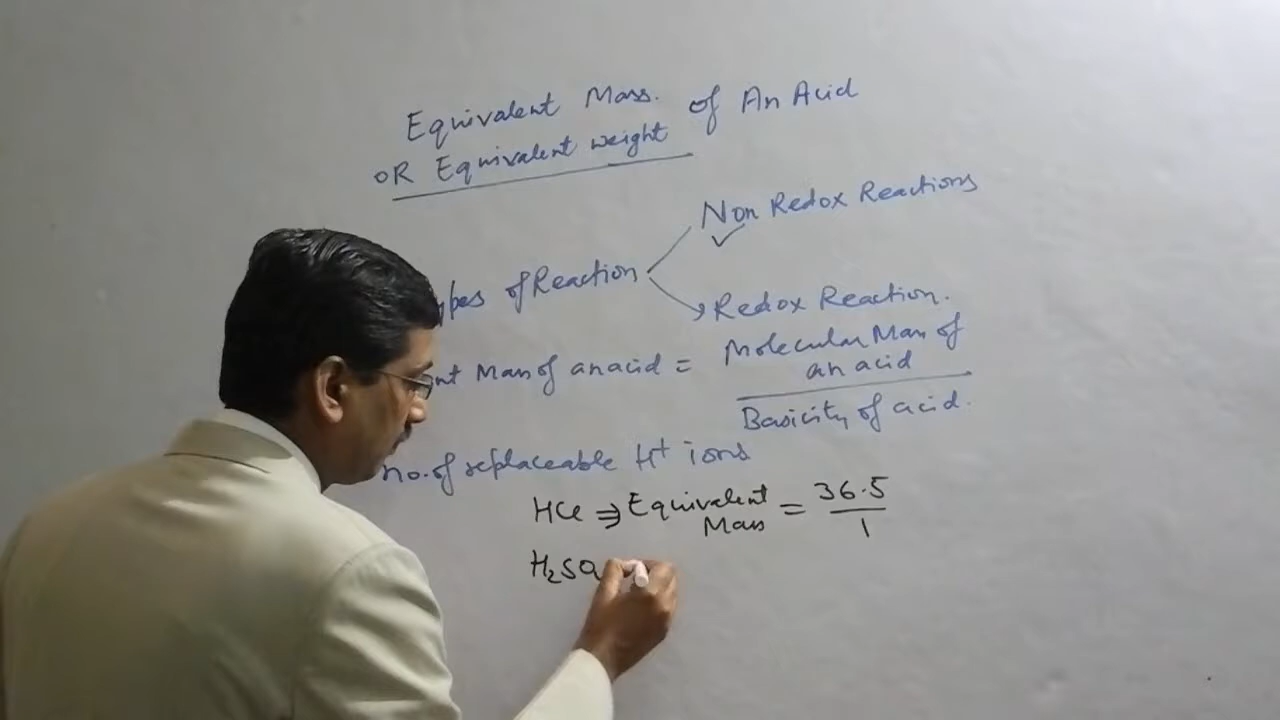 Equivalent Mass. of An Acid
OR Equivalent weight
Non Redox Reactions
of Reaction
Redox Reaction.
Mass of an acid = Molecular Mass of
an acid
Basicity of acid.
no. of replaceable H+ ions
HCl ⇒ Equivalent Mass = 36.5
1
H2SO